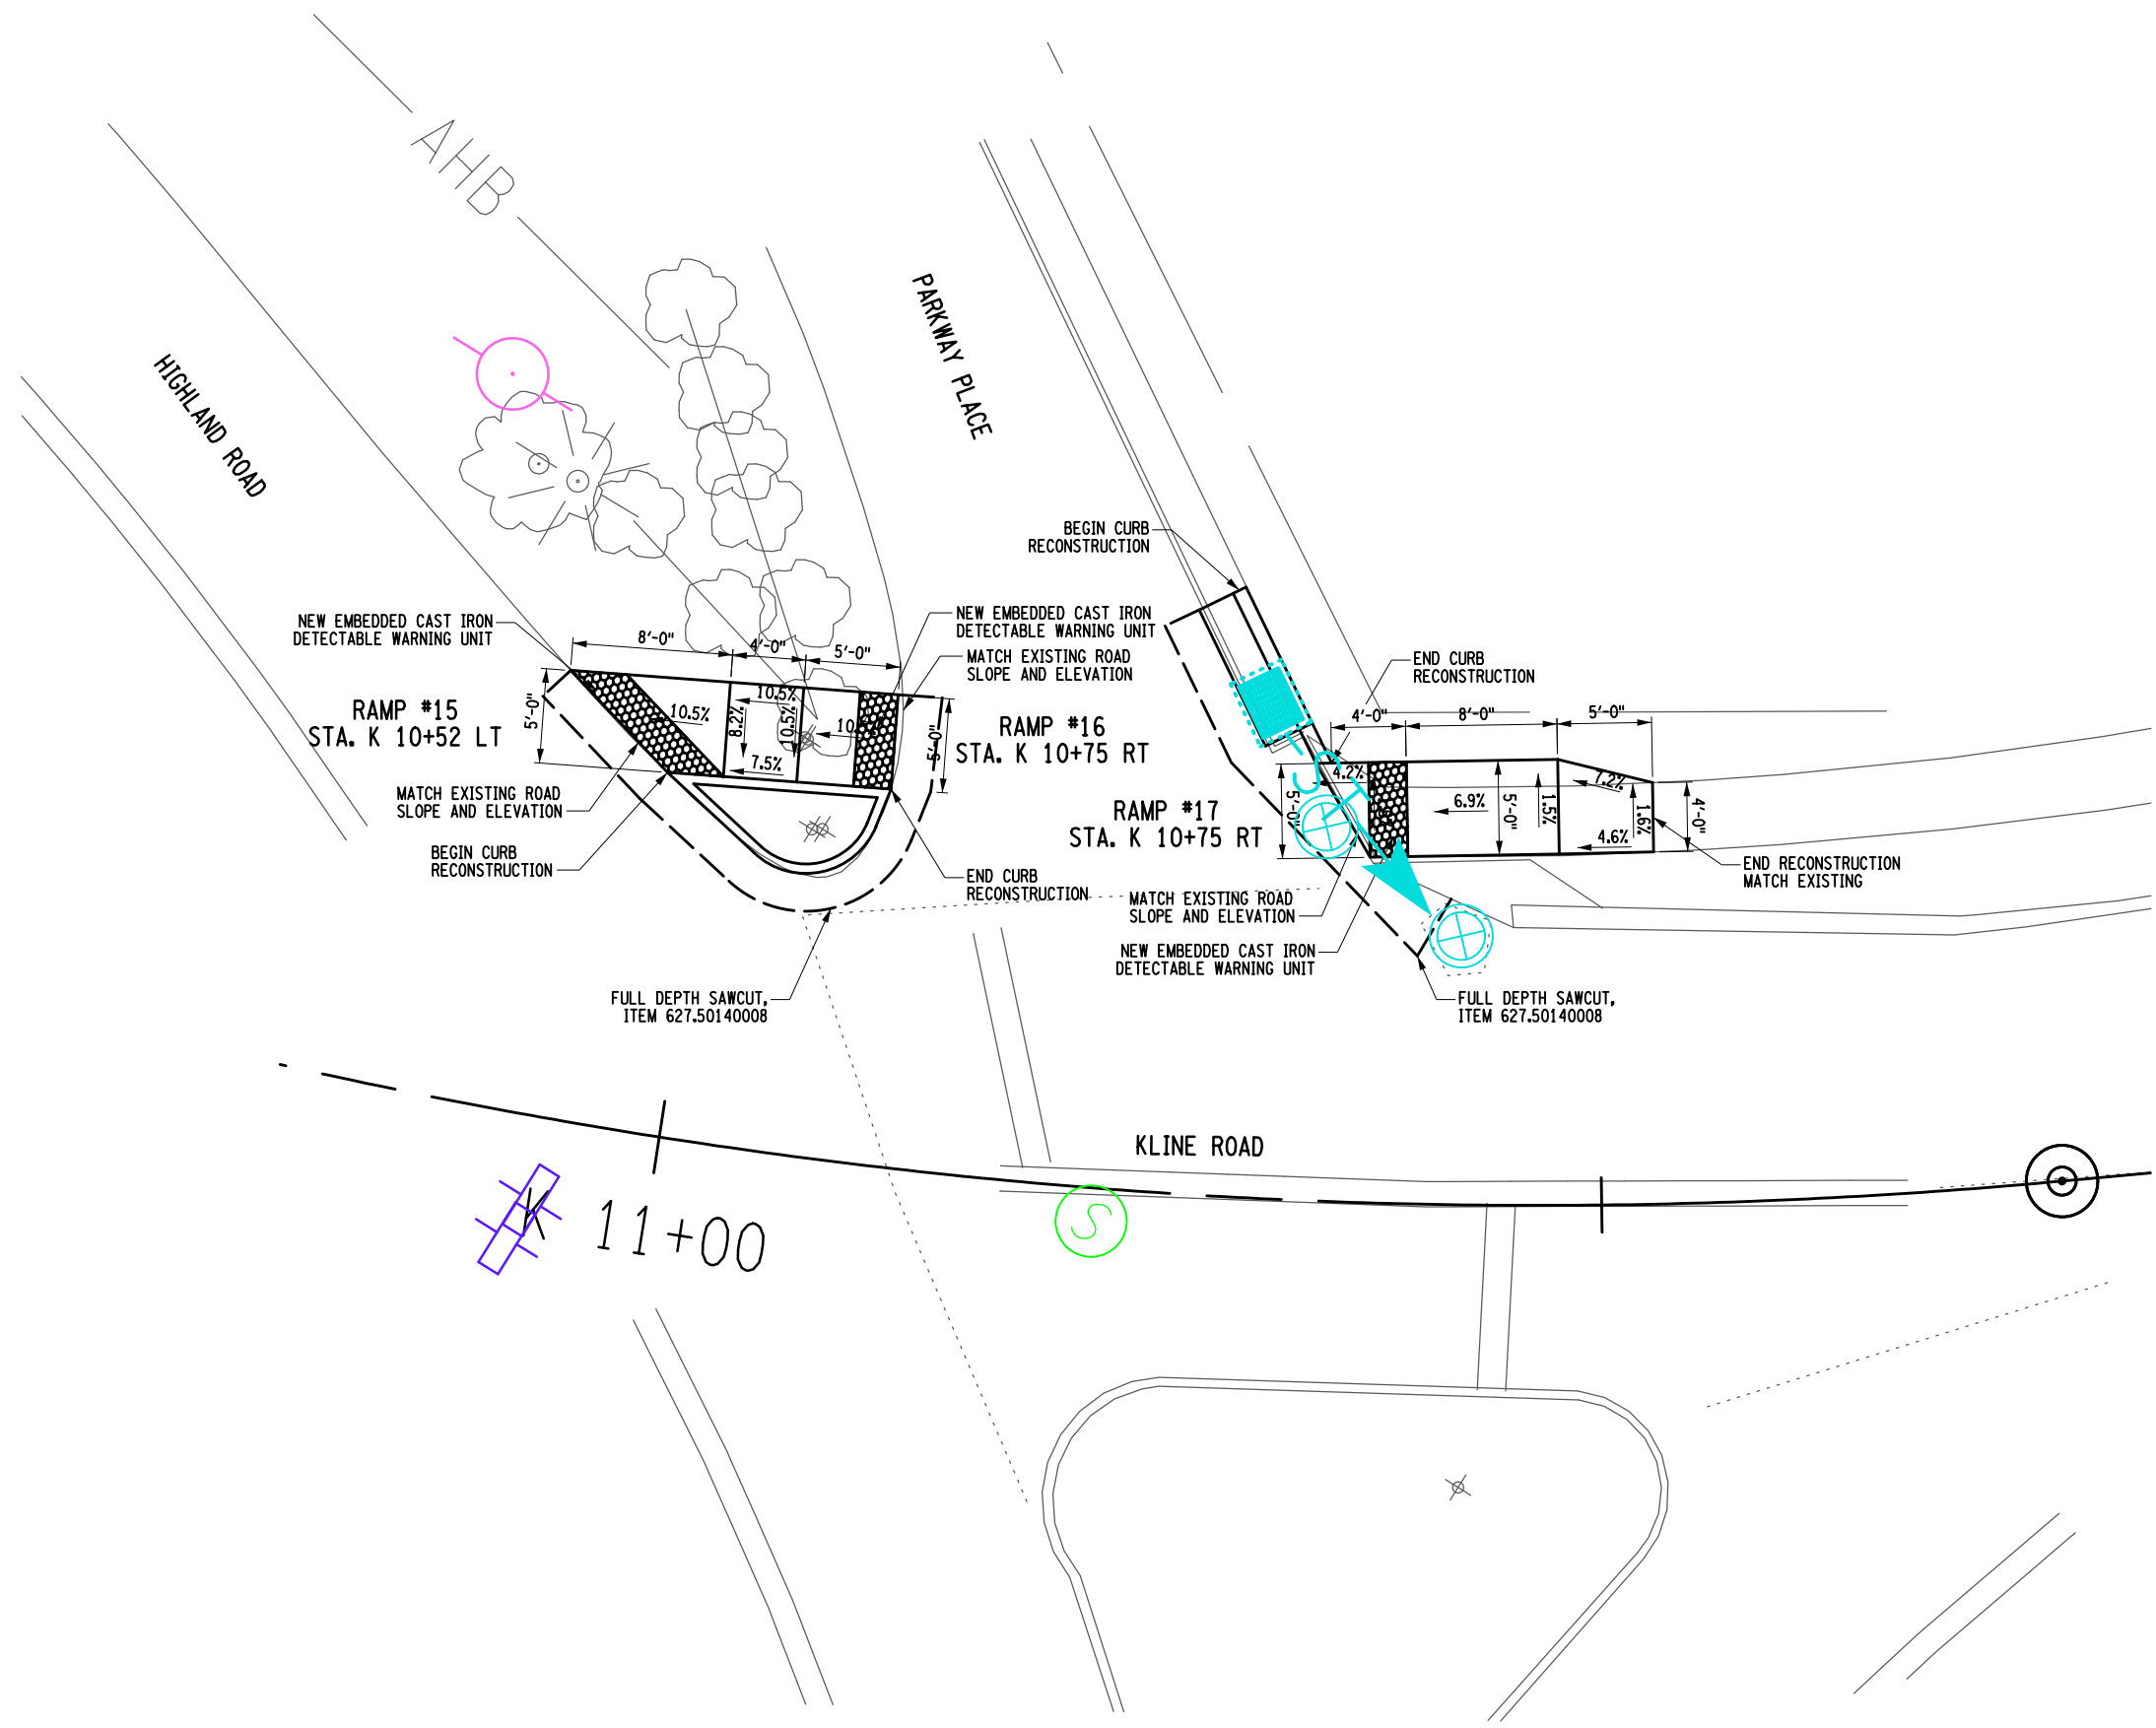 AHB
HIGHLAND ROAD
PARKWAY PLACE
BEGIN CURB
RECONSTRUCTION
NEW EMBEDDED CAST IRON
DETECTABLE WARNING UNIT
8'-0"
4'-0"
5'-0"
NEW EMBEDDED CAST IRON
DETECTABLE WARNING UNIT
MATCH EXISTING ROAD
SLOPE AND ELEVATION
END CURB
RECONSTRUCTION
RAMP #15
STA. K 10+52 LT
5'-0"
10.5%
8.2%
10.5%
10.5%
7.5%
5'-0"
RAMP #16
STA. K 10+75 RT
4'-0"
8'-0"
5'-0"
4.2%
5'-0"
6.9%
5'-0"
1.5%
7.2%
1.6%
4.6%
4'-0"
RAMP #17
STA. K 10+75 RT
MATCH EXISTING ROAD
SLOPE AND ELEVATION
BEGIN CURB
RECONSTRUCTION
END CURB
RECONSTRUCTION
MATCH EXISTING ROAD
SLOPE AND ELEVATION
END RECONSTRUCTION
MATCH EXISTING
NEW EMBEDDED CAST IRON
DETECTABLE WARNING UNIT
FULL DEPTH SAWCUT,
ITEM 627.50140008
FULL DEPTH SAWCUT,
ITEM 627.50140008
KLINE ROAD
S
K 11+00